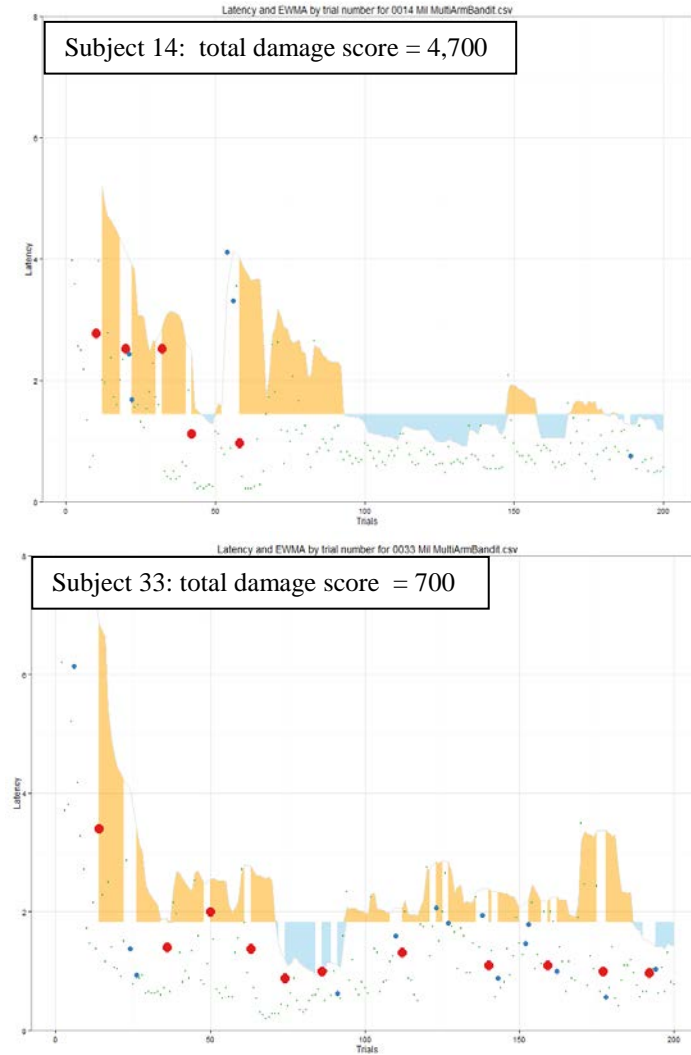 Latency and EWMA by trial number for 0014 Mil MultiArmBandit.csv
Subject 14:  total damage score = 4,700
8
6
4
2
0
Latency
0 50 100 150 200
Trials
Latency and EWMA by trial number for 0033 Mil MultiArmBandit.csv
Subject 33: total damage score  = 700
8
6
4
2
0
Latency
0 50 100 150 200
Trials